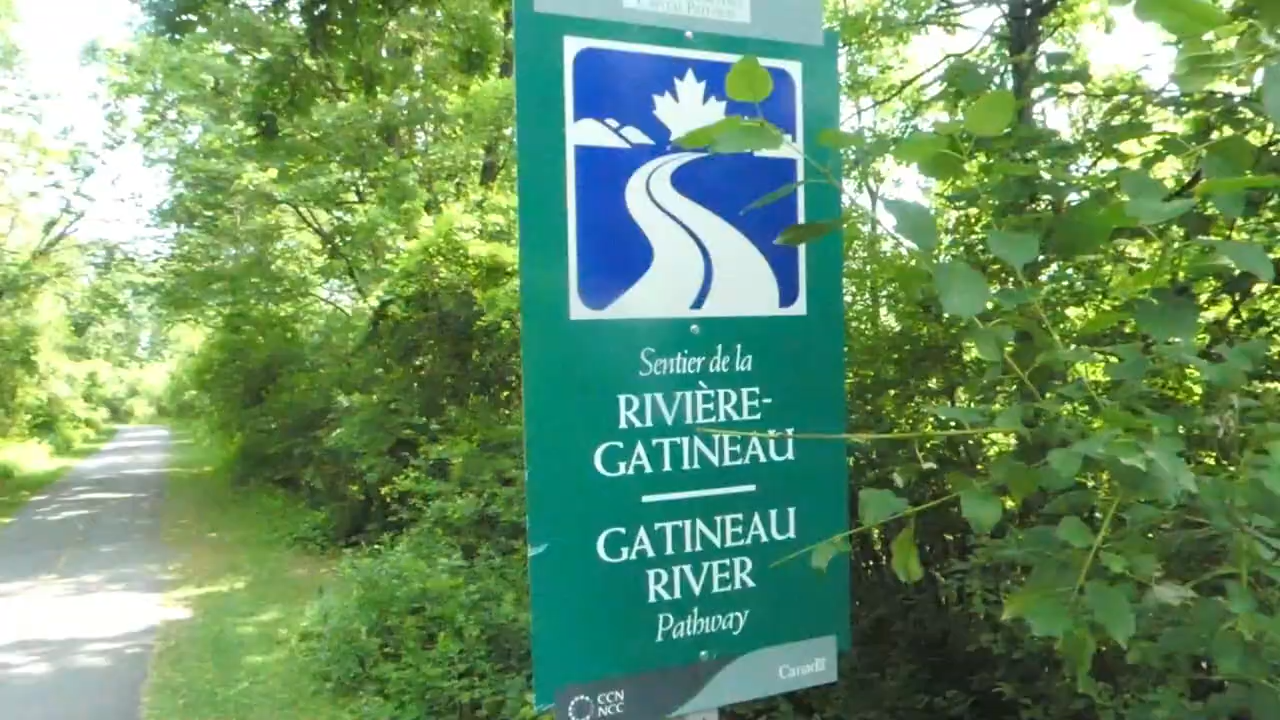 Sentier de la
RIVIÈRE-
GATINEAU
GATINEAU
RIVER
Pathway
Canada
CCN
NCC